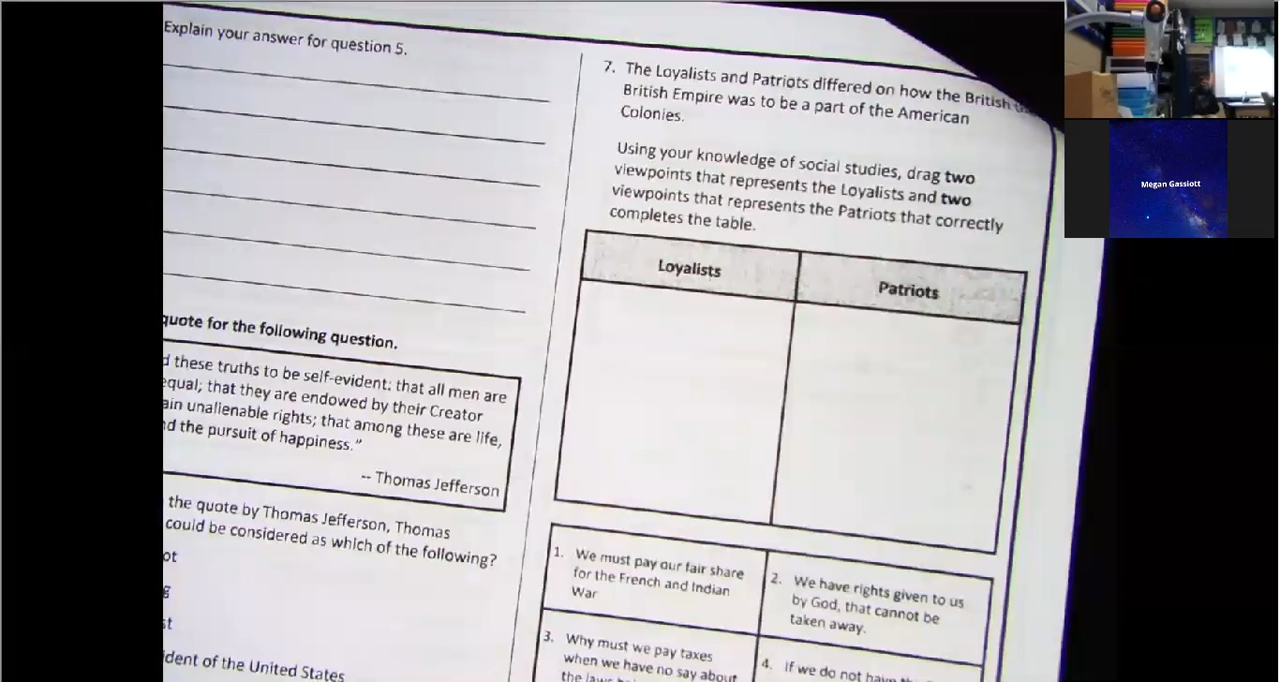 Explain your answer for question 5.
quote for the following question.
these truths to be self-evident: that all men are
equal; that they are endowed by their Creator
unalienable rights; that among these are life,
the pursuit of happiness."
-- Thomas Jefferson
the quote by Thomas Jefferson, Thomas
could be considered as which of the following?
of the United States
7. The Loyalists and Patriots differed on how the British
British Empire was to be a part of the American
Colonies.
Using your knowledge of social studies, drag two
viewpoints that represents the Loyalists and two
viewpoints that represents the Patriots that correctly
completes the table.
Loyalists
Patriots
1. We must pay our fair share
for the French and Indian
War
2. We have rights given to us
by God, that cannot be
taken away.
3. Why must we pay taxes
when we have no say about
the laws
4. If we do not have
Megan Gassiott